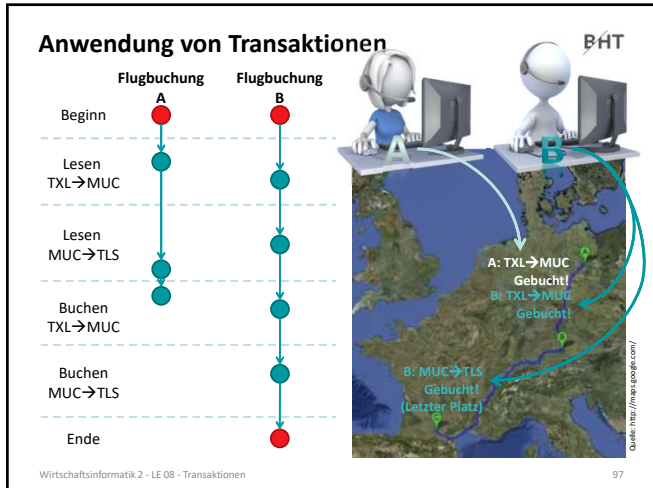 Anwendung von Transaktionen
BHT
Flugbuchung
A
Flugbuchung
B
Beginn
Lesen
TXL→MUC
Lesen
MUC→TLS
Buchen
TXL→MUC
Buchen
MUC→TLS
Ende
A
B
A: TXL→MUC
Gebucht!
B: TXL→MUC
Gebucht!
B: MUC→TLS
Gebucht!
(Letzter Platz)
A
B
C
Quelle: http://maps.google.com/
Wirtschaftsinformatik 2 - LE 08 - Transaktionen
97